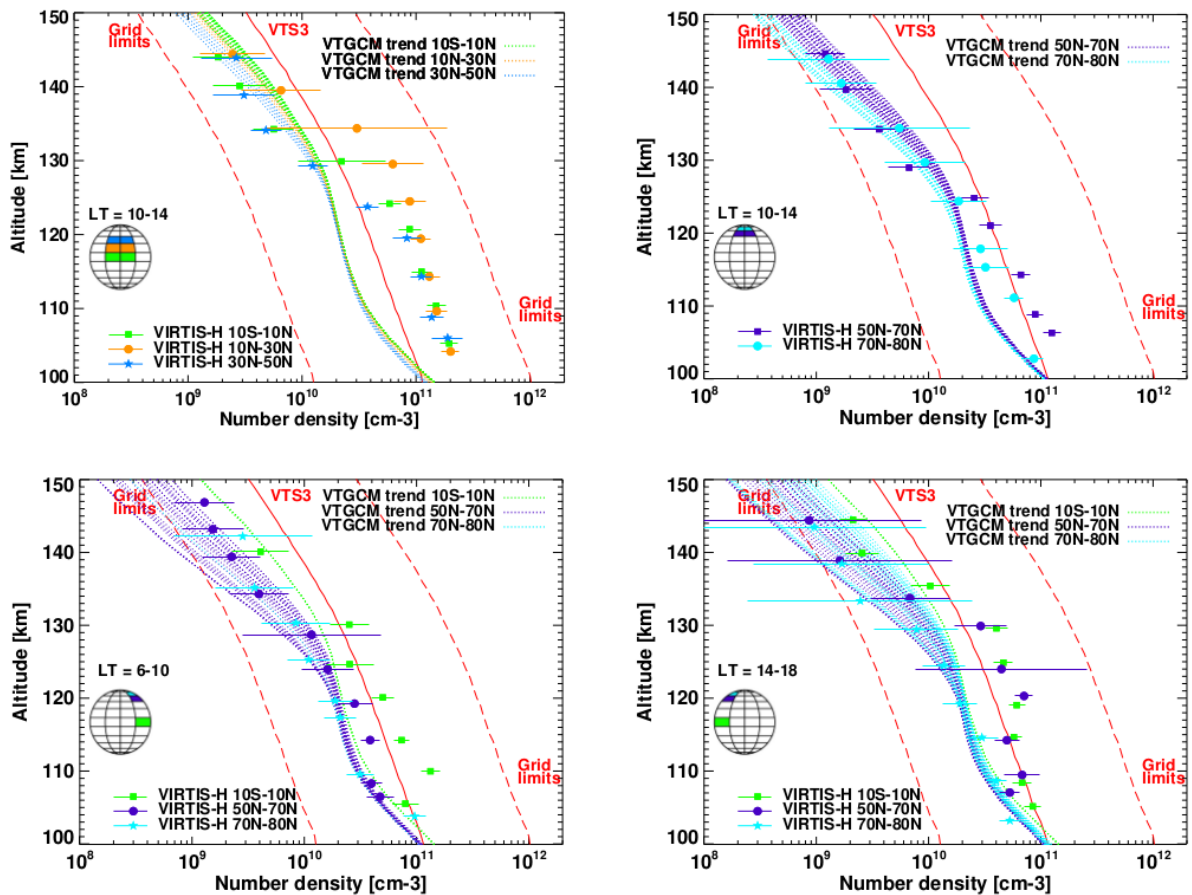 150
140
130
120
110
100
Altitude [km]
Grid
limits
VTS3
VTGCM trend 10S-10N
VTGCM trend 10N-30N
VTGCM trend 30N-50N
LT = 10-14
VIRTIS-H 10S-10N
VIRTIS-H 10N-30N
VIRTIS-H 30N-50N
Grid
limits
10^8 10^9 10^10 10^11 10^12
Number density [cm-3]
150
140
130
120
110
100
Altitude [km]
Grid
limits
VTS3
VTGCM trend 50N-70N
VTGCM trend 70N-80N
LT = 10-14
VIRTIS-H 50N-70N
VIRTIS-H 70N-80N
Grid
limits
10^8 10^9 10^10 10^11 10^12
Number density [cm-3]
150
140
130
120
110
100
Altitude [km]
Grid
limits
VTS3
VTGCM trend 10S-10N
VTGCM trend 50N-70N
VTGCM trend 70N-80N
LT = 6-10
VIRTIS-H 10S-10N
VIRTIS-H 50N-70N
VIRTIS-H 70N-80N
Grid
limits
10^8 10^9 10^10 10^11 10^12
Number density [cm-3]
150
140
130
120
110
100
Altitude [km]
Grid
limits
VTS3
VTGCM trend 10S-10N
VTGCM trend 50N-70N
VTGCM trend 70N-80N
LT = 14-18
VIRTIS-H 10S-10N
VIRTIS-H 50N-70N
VIRTIS-H 70N-80N
Grid
limits
10^8 10^9 10^10 10^11 10^12
Number density [cm-3]